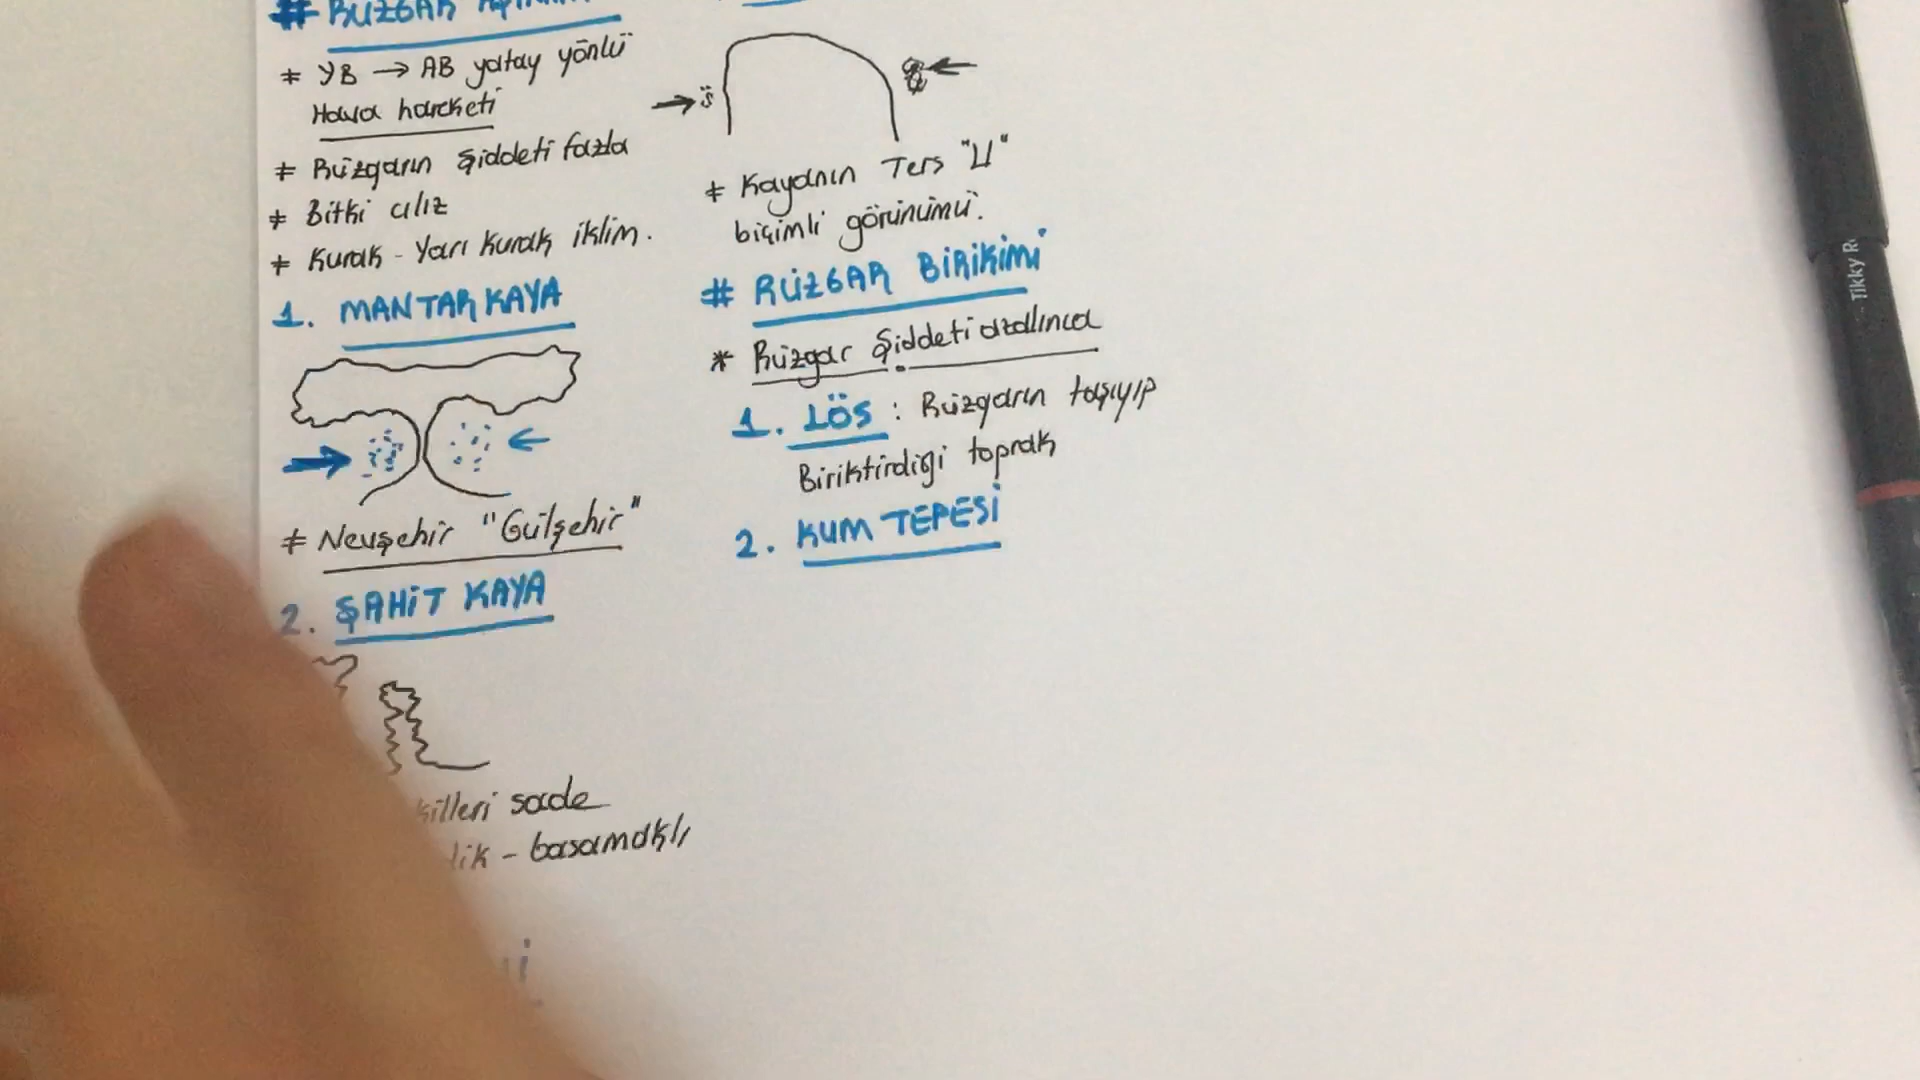 # RÜZGAR
* YB → AB yatay yönlü
Hava hareketi
* Rüzgarın şiddeti fazla
* Bitki cılız
* Kurak - Yarı kurak iklim.
1. MANTAR KAYA
* Nevşehir "Gülşehir"
2. ŞAHİT KAYA
sade
- basamaklı
* Kayanın Ters "U"
biçimli görünümü.
# RÜZGAR BİRİKİMİ
* Rüzgar şiddeti azalınca
1. LÖS : Rüzgarın taşıyıp
Biriktirdiği toprak
2. KUM TEPESİ
Tikky